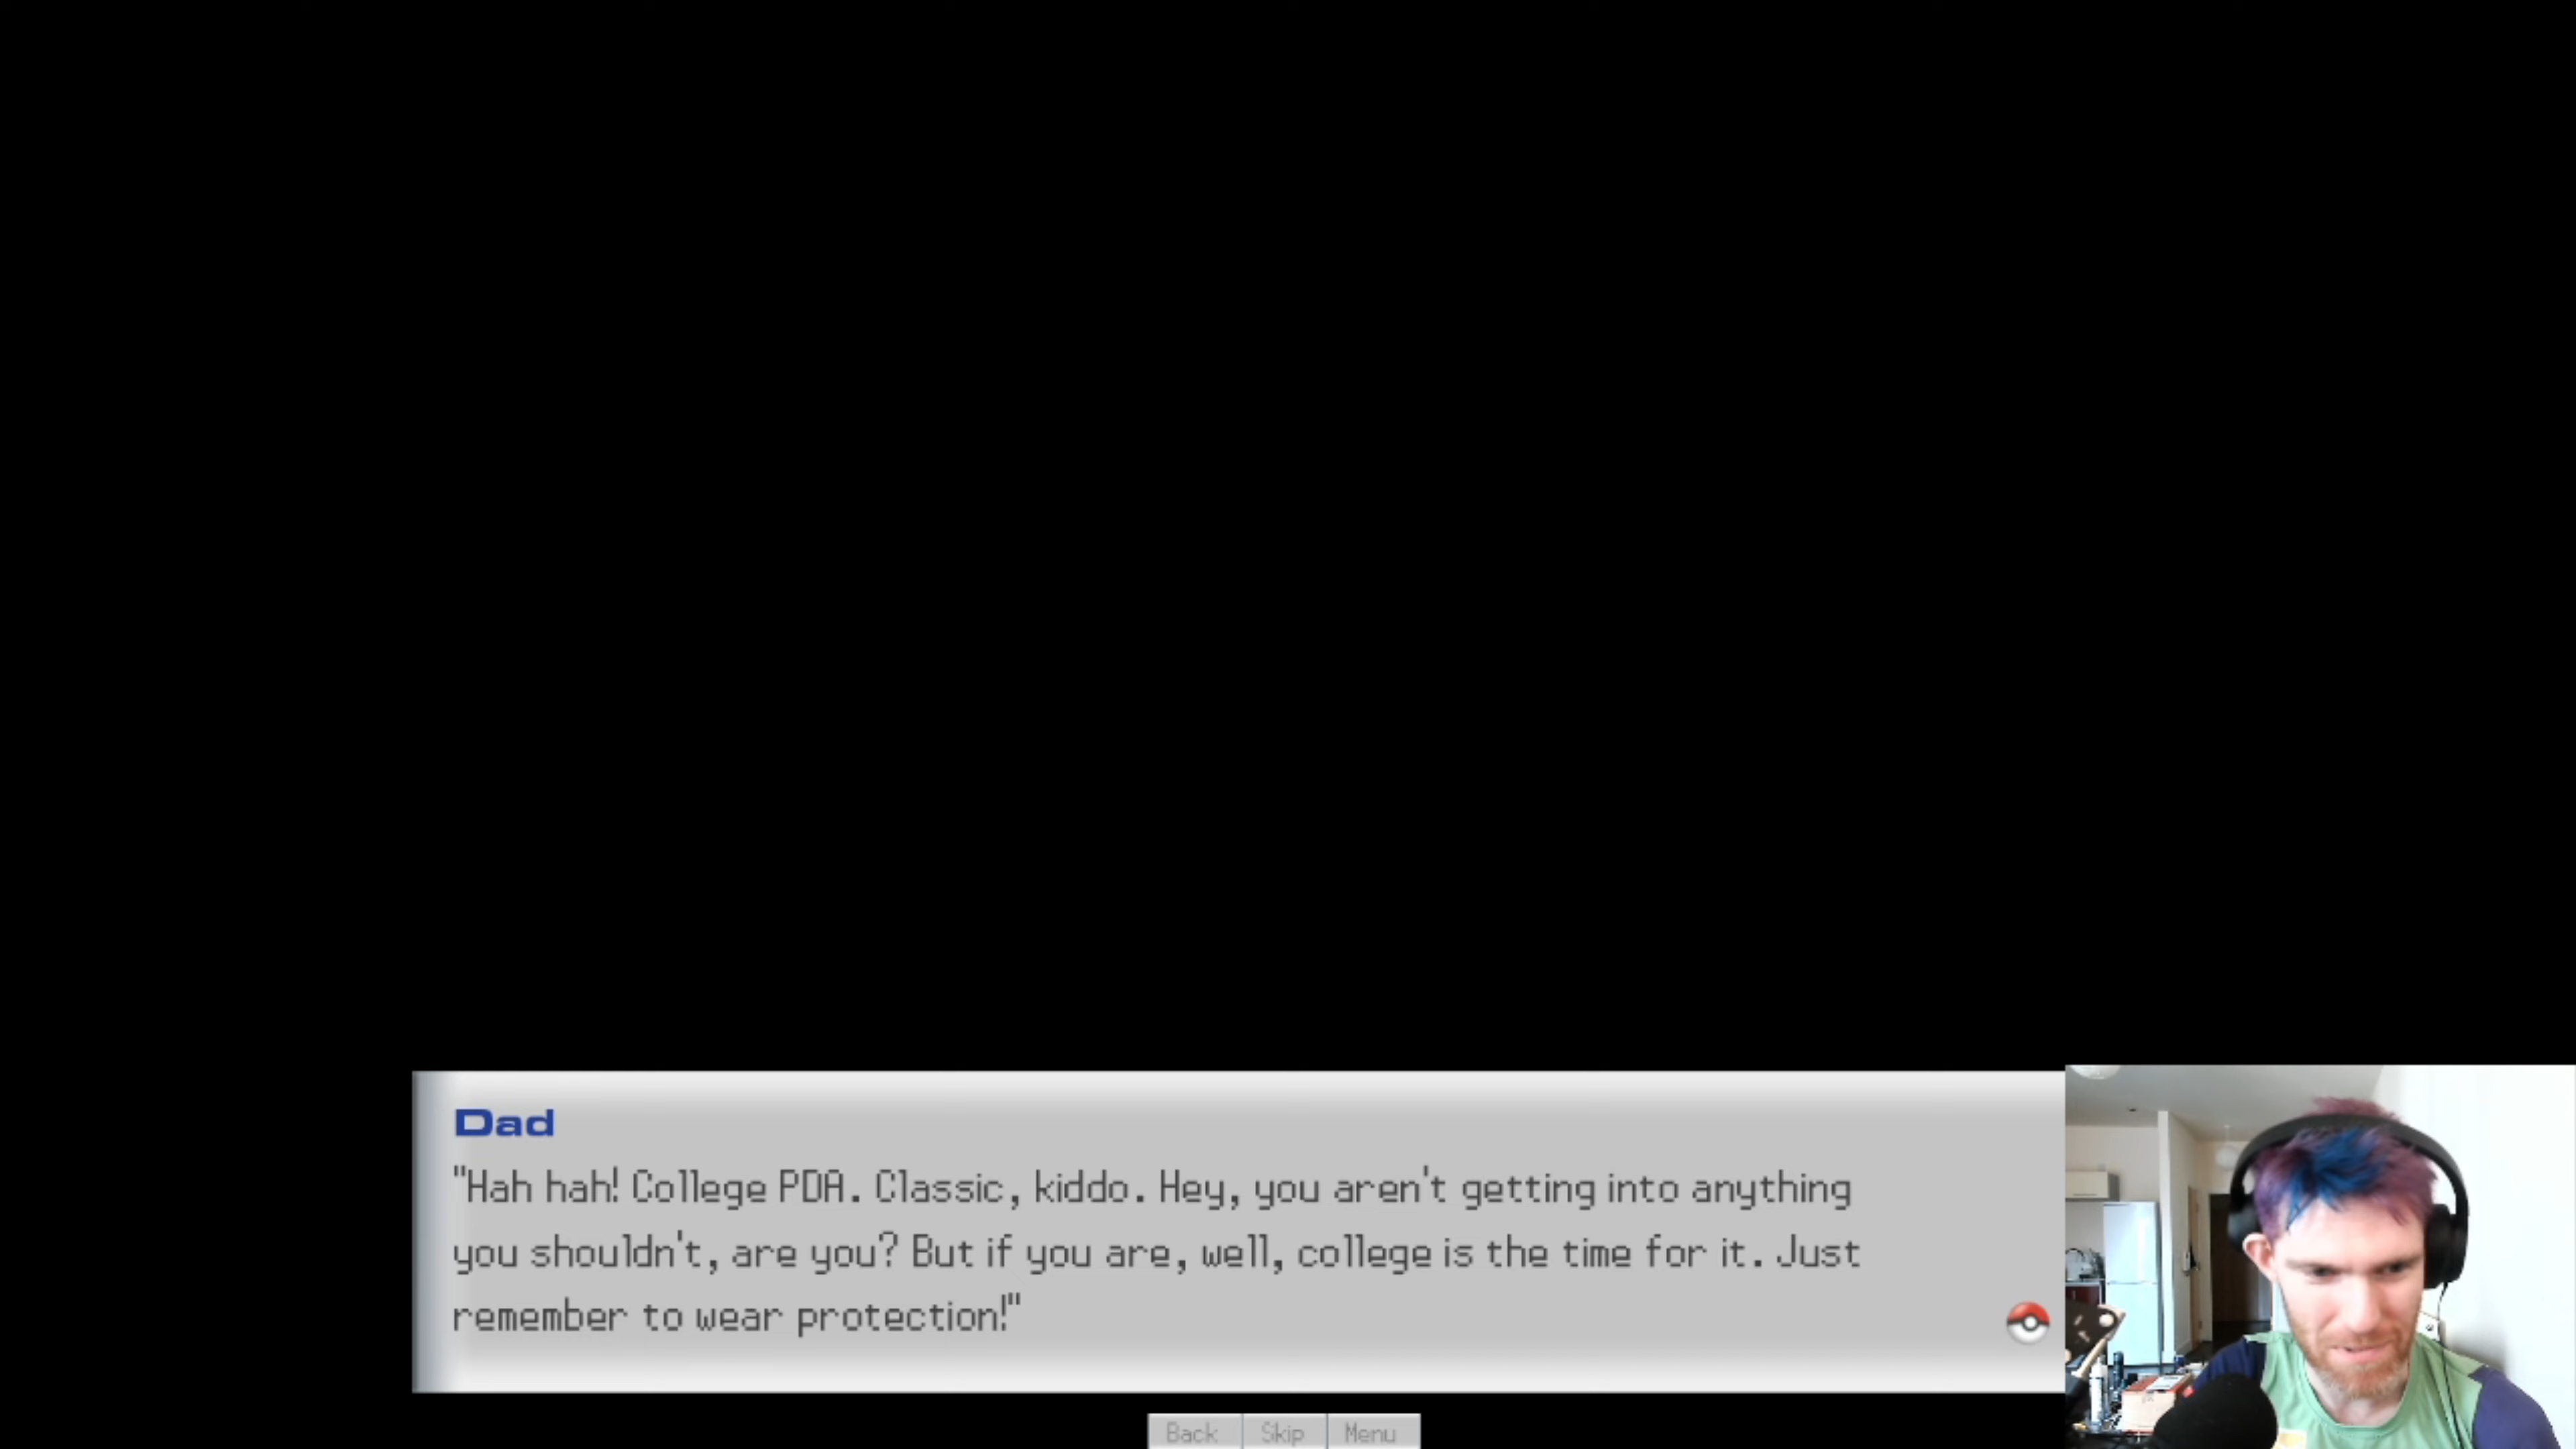 Dad
"Hah hah! College PDA. Classic, kiddo. Hey, you aren't getting into anything
you shouldn't, are you? But if you are, well, college is the time for it. Just
remember to wear protection!"
Back Skip Menu